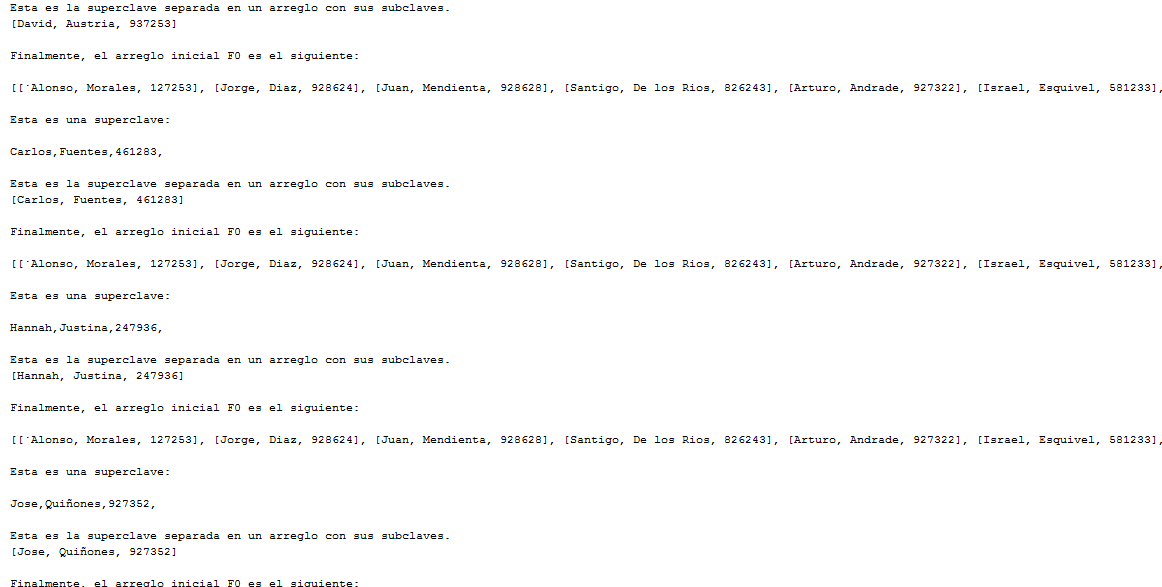 Esta es la superclave separada en un arreglo con sus subclaves.
[David, Austria, 937253]
Finalmente, el arreglo inicial F0 es el siguiente:
[[¨Alonso, Morales, 127253], [Jorge, Diaz, 928624], [Juan, Mendienta, 928628], [Santigo, De los Rios, 826243], [Arturo, Andrade, 927322], [Israel, Esquivel, 581233],
Esta es una superclave:
Carlos,Fuentes,461283,
Esta es la superclave separada en un arreglo con sus subclaves.
[Carlos, Fuentes, 461283]
Finalmente, el arreglo inicial F0 es el siguiente:
[[¨Alonso, Morales, 127253], [Jorge, Diaz, 928624], [Juan, Mendienta, 928628], [Santigo, De los Rios, 826243], [Arturo, Andrade, 927322], [Israel, Esquivel, 581233],
Esta es una superclave:
Hannah,Justina,247936,
Esta es la superclave separada en un arreglo con sus subclaves.
[Hannah, Justina, 247936]
Finalmente, el arreglo inicial F0 es el siguiente:
[[¨Alonso, Morales, 127253], [Jorge, Diaz, 928624], [Juan, Mendienta, 928628], [Santigo, De los Rios, 826243], [Arturo, Andrade, 927322], [Israel, Esquivel, 581233],
Esta es una superclave:
Jose,Quiñones,927352,
Esta es la superclave separada en un arreglo con sus subclaves.
[Jose, Quiñones, 927352]
Finalmente, el arreglo inicial F0 es el siguiente: